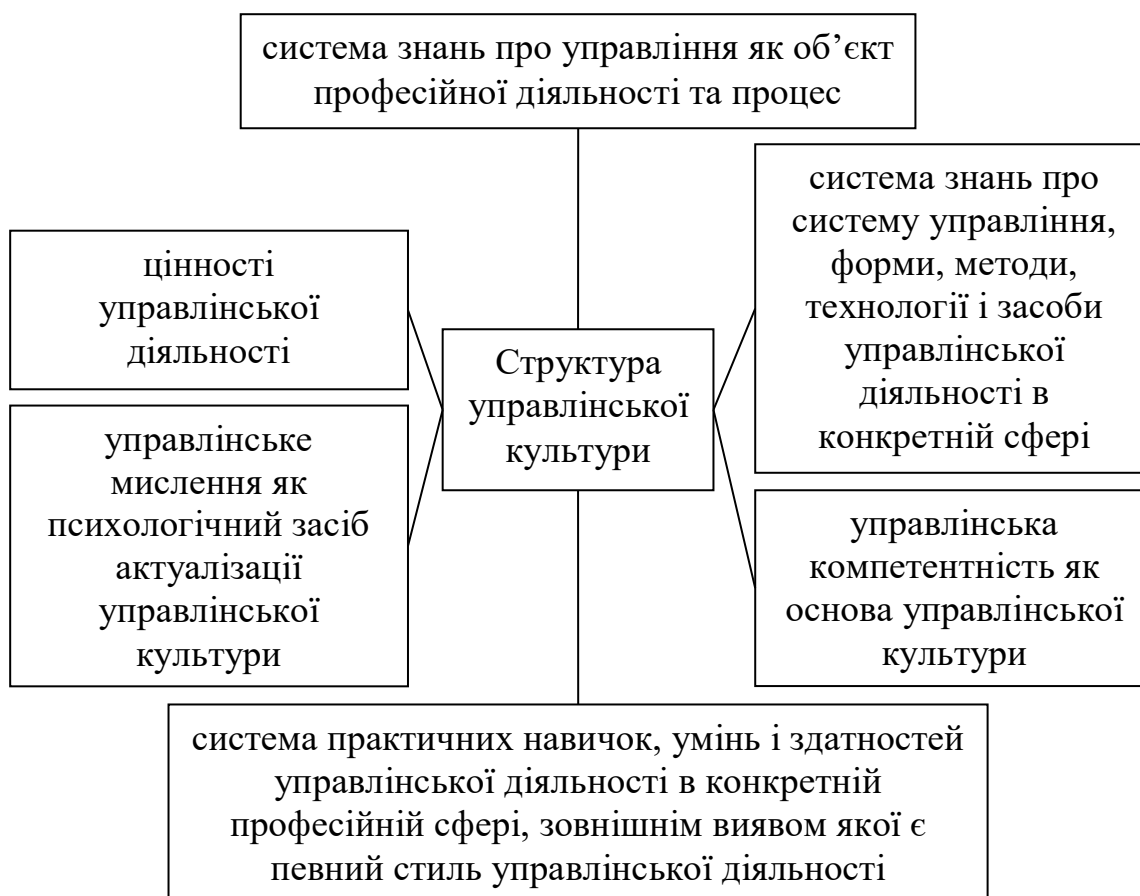 система знань про управління як об’єкт
професійної діяльності та процес
цінності
управлінської
діяльності
управлінське
мислення як
психологічний засіб
актуалізації
управлінської
культури
Структура
управлінської
культури
система знань про
систему управління,
форми, методи,
технології і засоби
управлінської
діяльності в
конкретній сфері
управлінська
компетентність як
основа управлінської
культури
система практичних навичок, умінь і здатностей
управлінської діяльності в конкретній
професійній сфері, зовнішнім виявом якої є
певний стиль управлінської діяльності